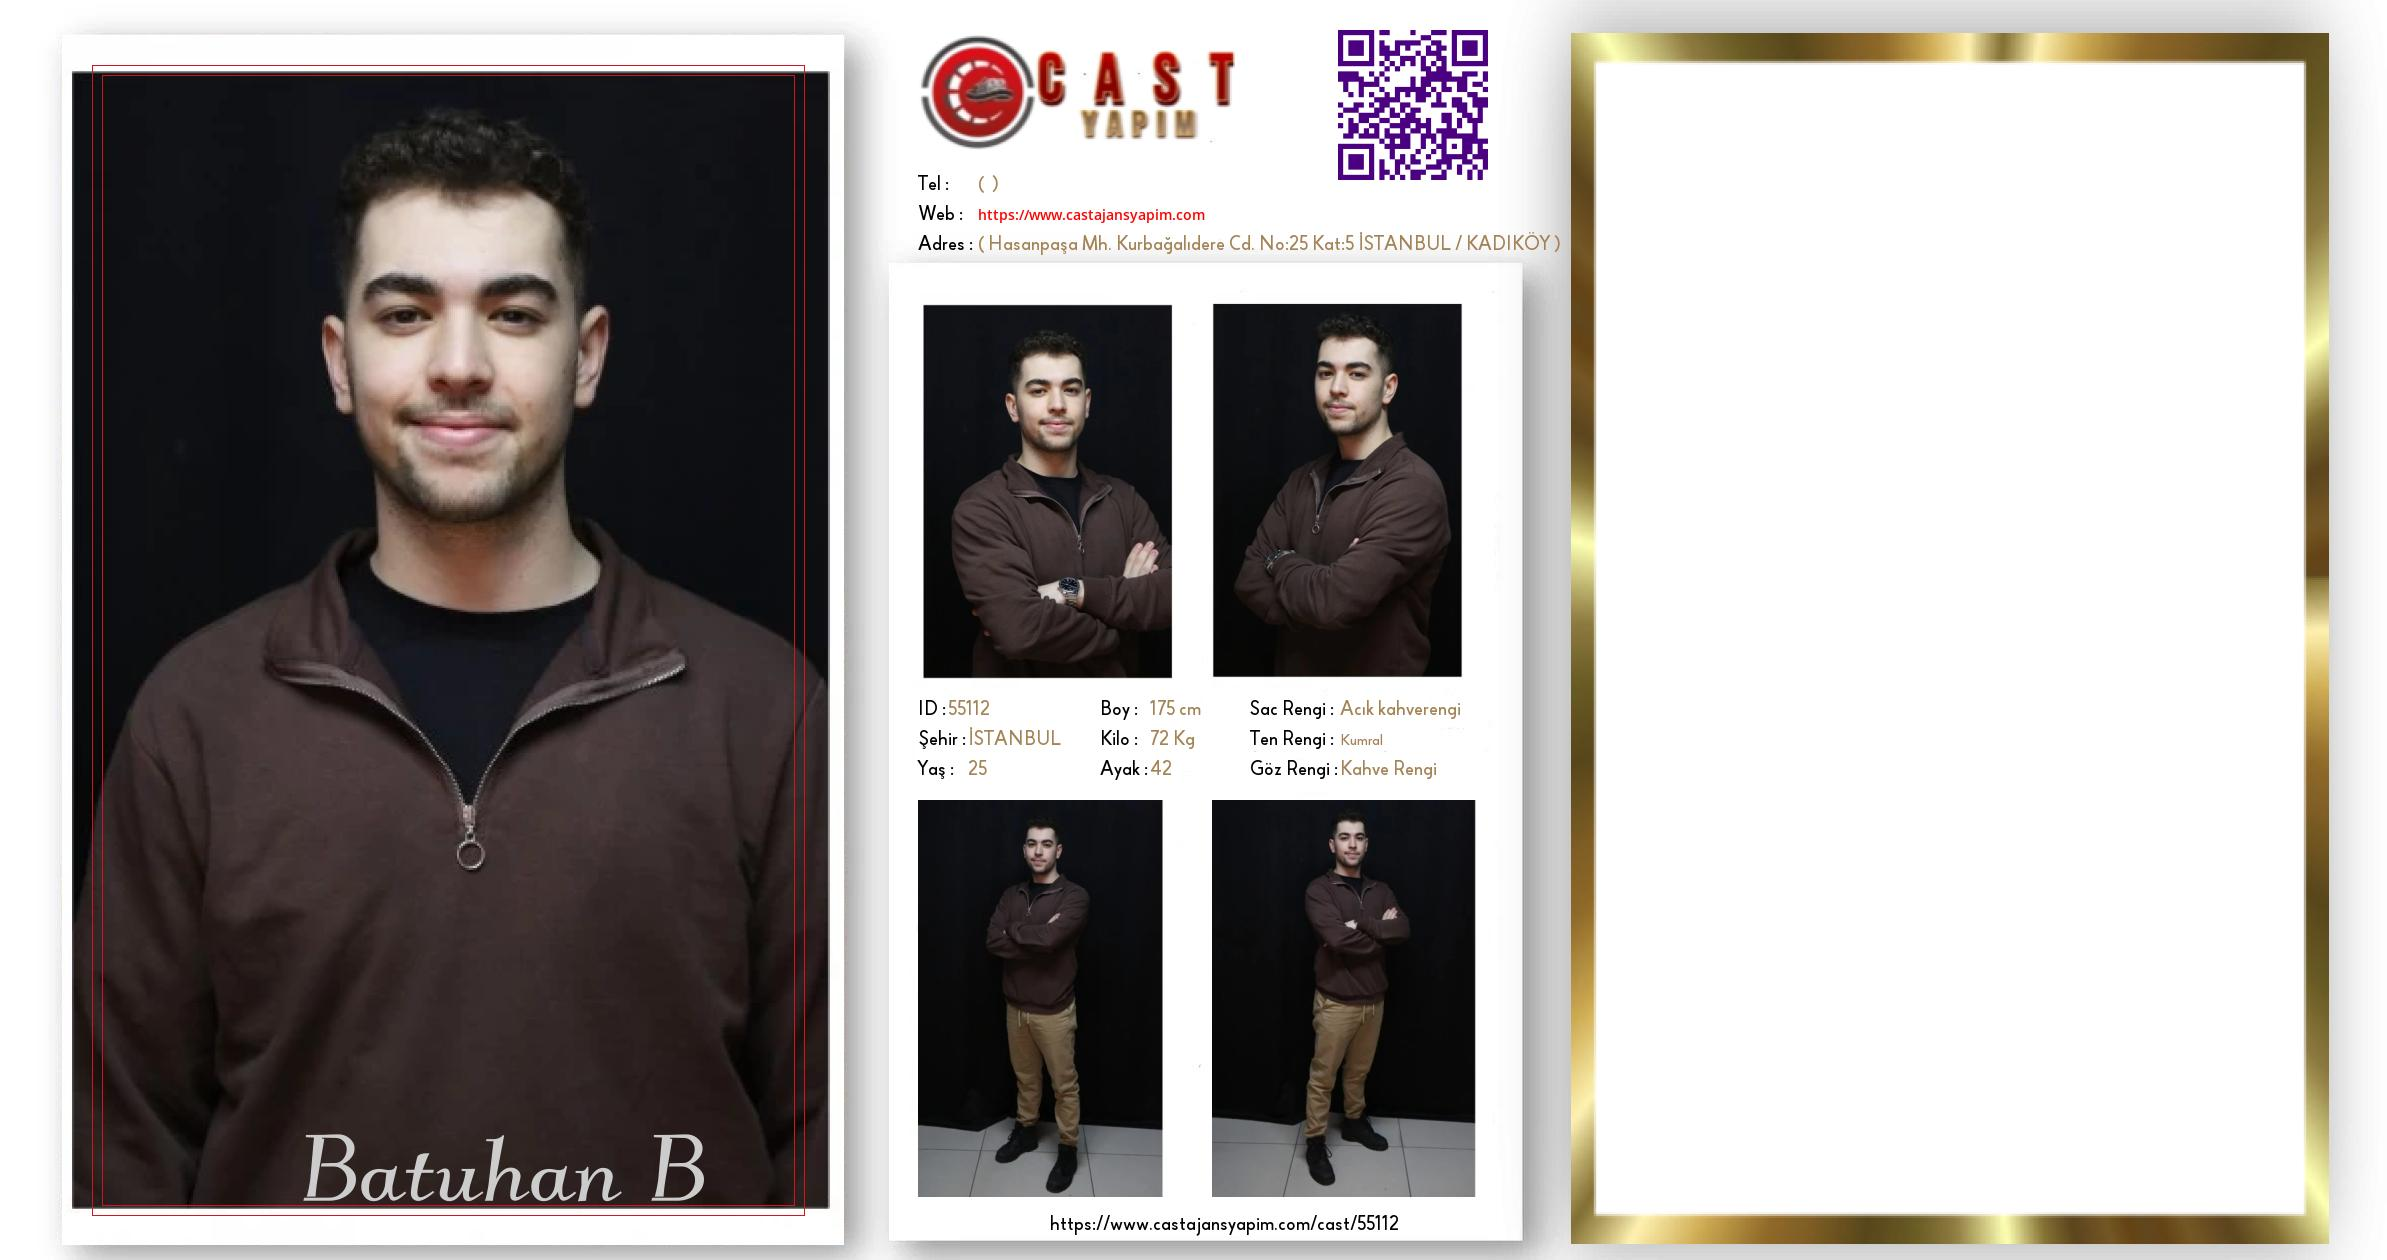 Batuhan B
CAST
YAPIM
Tel : ( )
Web : https://www.castajansyapim.com
Adres : ( Hasanpaşa Mh. Kurbağalıdere Cd. No:25 Kat:5 İSTANBUL / KADIKÖY )
ID : 55112 Boy : 175 cm Sac Rengi : Acık kahverengi
Şehir : İSTANBUL Kilo : 72 Kg Ten Rengi : Kumral
Yaş : 25 Ayak : 42 Göz Rengi : Kahve Rengi
https://www.castajansyapim.com/cast/55112